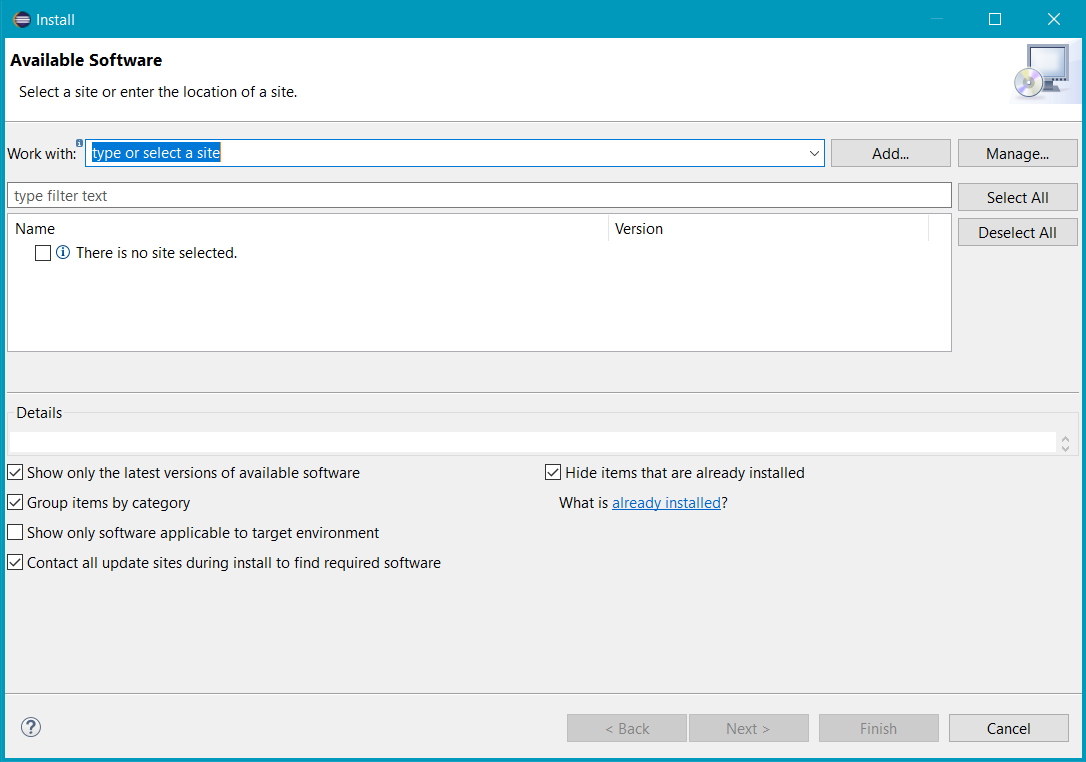 Install
Available Software
Select a site or enter the location of a site.
Work with: type or select a site Add... Manage...
type filter text Select All
Name Version Deselect All
There is no site selected.
Details
Show only the latest versions of available software Hide items that are already installed
Group items by category What is already installed?
Show only software applicable to target environment
Contact all update sites during install to find required software
< Back Next > Finish Cancel